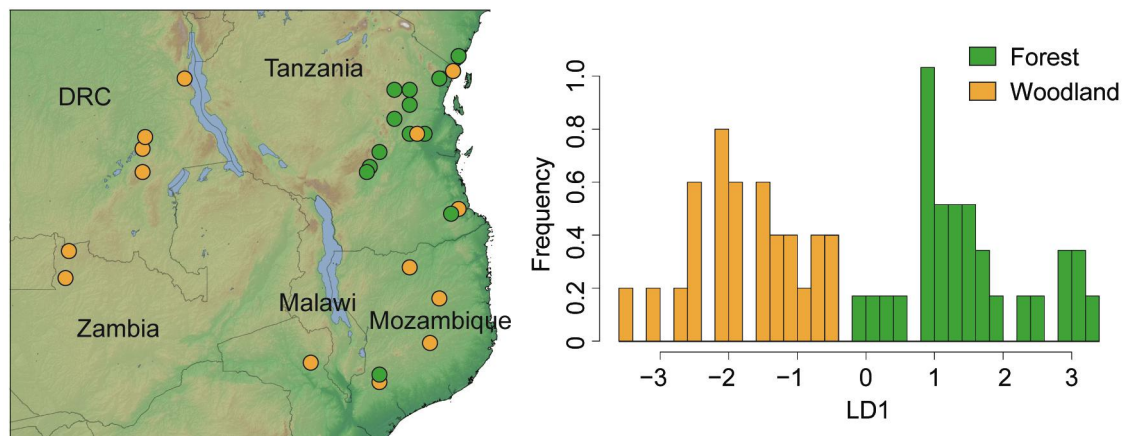 Tanzania
DRC
Malawi
Mozambique
Zambia
Forest
Woodland
Frequency
0 0.2 0.4 0.6 0.8 1.0
−3 −2 −1 0 1 2 3
LD1